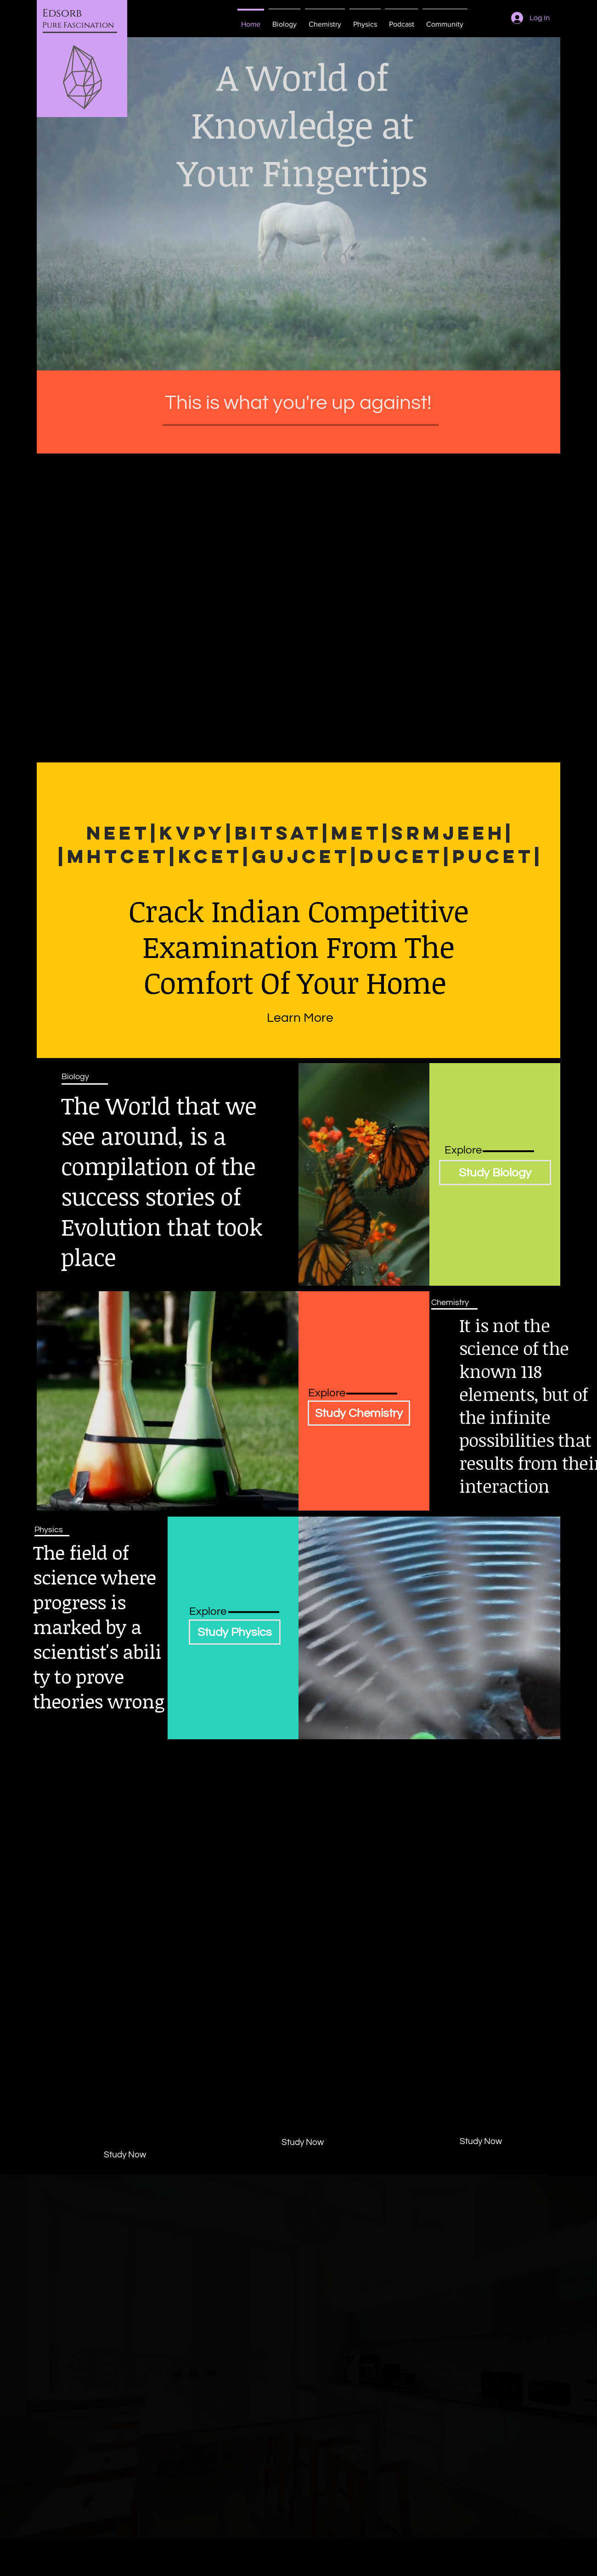 Edsorb
Pure Fascination
Home
Biology
Chemistry
Physics
Podcast
Community
Log In
A World of
Knowledge at
Your Fingertips
This is what you're up against!
NEET|KVPY|BITSAT|MET|SRMJEEH|
|MHTCET|KCET|GUJCET|DUCET|PUCET|
Crack Indian Competitive
Examination From The
Comfort Of Your Home
Learn More
Biology
The World that we
see around, is a
compilation of the
success stories of
Evolution that took
place
Explore
Study Biology
Explore
Study Chemistry
Chemistry
It is not the
science of the
known 118
elements, but of
the infinite
possibilities that
results from their
interaction
Physics
The field of
science where
progress is
marked by a
scientist's abili
ty to prove
theories wrong
Explore
Study Physics
Study Now
Study Now
Study Now